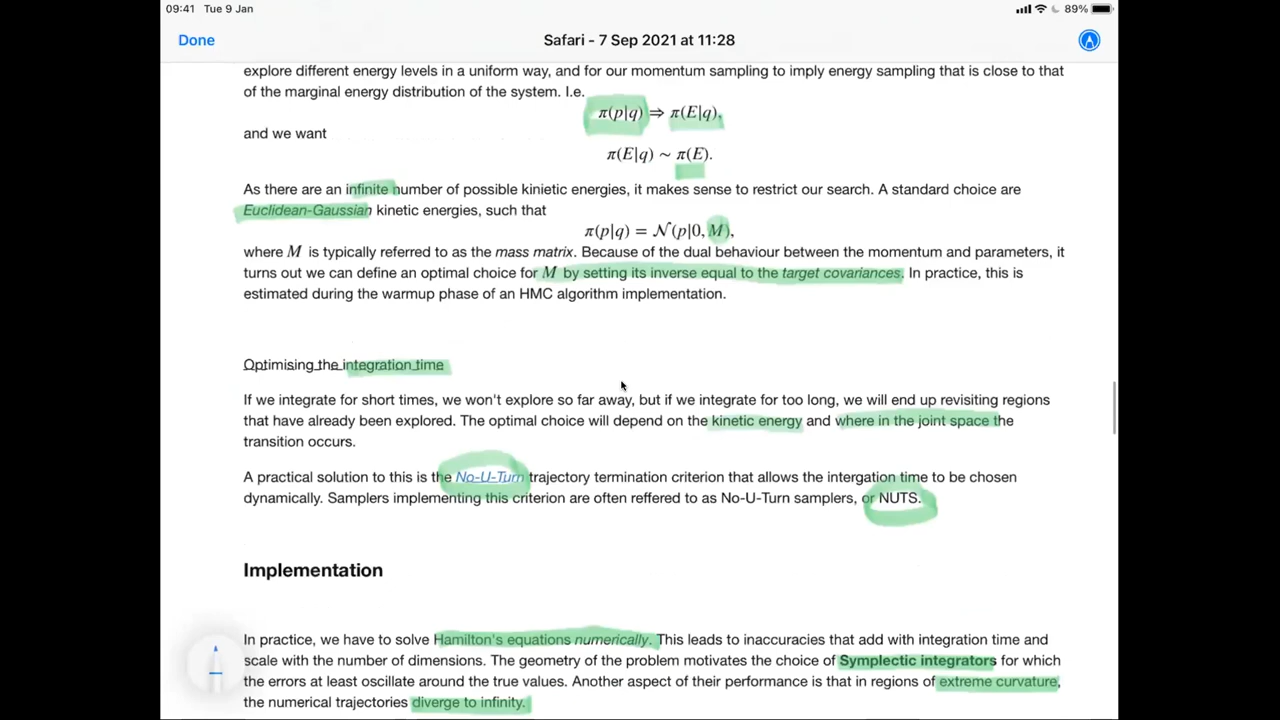 09:41 Tue 9 Jan 89%
Done Safari - 7 Sep 2021 at 11:28
explore different energy levels in a uniform way, and for our momentum sampling to imply energy sampling that is close to that
of the marginal energy distribution of the system. I.e.
π(p|q) ⇒ π(E|q),
and we want
π(E|q) ∼ π(E).
As there are an infinite number of possible kinietic energies, it makes sense to restrict our search. A standard choice are
Euclidean-Gaussian kinetic energies, such that
π(p|q) = 𝒩(p|0, M),
where M is typically referred to as the mass matrix. Because of the dual behaviour between the momentum and parameters, it
turns out we can define an optimal choice for M by setting its inverse equal to the target covariances. In practice, this is
estimated during the warmup phase of an HMC algorithm implementation.
Optimising the integration time
If we integrate for short times, we won't explore so far away, but if we integrate for too long, we will end up revisiting regions
that have already been explored. The optimal choice will depend on the kinetic energy and where in the joint space the
transition occurs.
A practical solution to this is the No-U-Turn trajectory termination criterion that allows the intergation time to be chosen
dynamically. Samplers implementing this criterion are often reffered to as No-U-Turn samplers, or NUTS.
Implementation
In practice, we have to solve Hamilton's equations numerically. This leads to inaccuracies that add with integration time and
scale with the number of dimensions. The geometry of the problem motivates the choice of Symplectic integrators for which
the errors at least oscillate around the true values. Another aspect of their performance is that in regions of extreme curvature,
the numerical trajectories diverge to infinity.